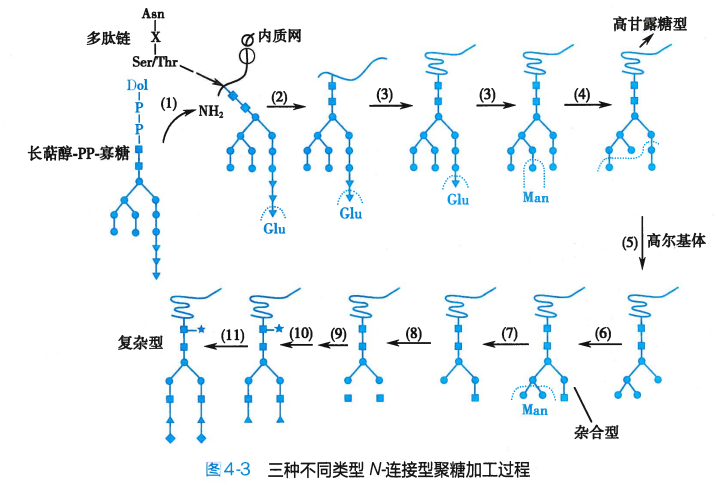 Asn
多肽链
X
Ser/Thr
内质网
高甘露糖型
Dol
P
P
(1)
NH₂
(2)
(3)
(3)
(4)
长萜醇-PP-寡糖
Glu
Glu
Glu
Man
(5)
高尔基体
复杂型
(11)
(10)
(9)
(8)
(7)
(6)
Man
杂合型
图4-3 三种不同类型 N-连接型聚糖加工过程